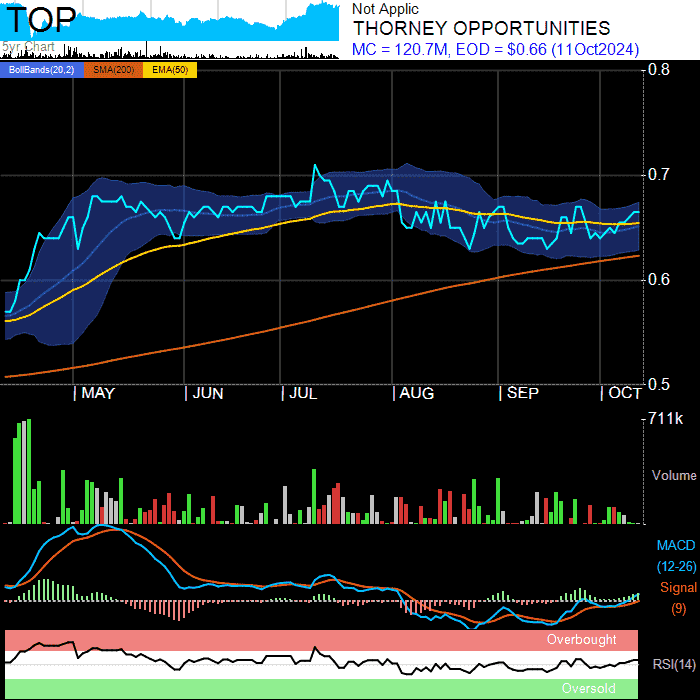 TOP
5yr Chart
Not Applic
THORNEY OPPORTUNITIES
MC = 120.7M, EOD = $0.66 (11Oct2024)
BollBands(20,2) SMA(200) EMA(50)
0.8
0.7
0.6
0.5
MAY JUN JUL AUG SEP OCT
711k
Volume
MACD
(12-26)
Signal
(9)
Overbought
RSI(14)
Oversold